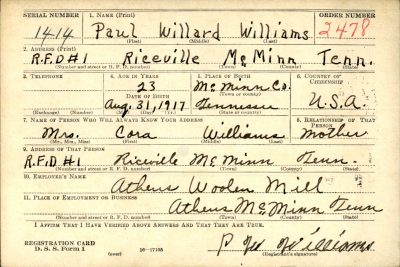 SERIAL NUMBER 1. NAME (Print) ORDER NUMBER
1414 Paul Willard Williams 2478
(First) (Middle) (Last)
2. ADDRESS (Print)
R.F.D#1 Riceville McMinn Tenn.
(Number and street or R. F. D. number) (Town) (County) (State)
3. TELEPHONE 4. AGE IN YEARS 5. PLACE OF BIRTH 6. COUNTRY OF CITIZENSHIP
23 McMinn Co.
DATE OF BIRTH (Town or county)
Aug. 31, 1917 Tennessee U.S.A.
(Exchange) (Number) (Mo.) (Day) (Yr.) (State or country)
7. NAME OF PERSON WHO WILL ALWAYS KNOW YOUR ADDRESS 8. RELATIONSHIP OF THAT PERSON
Mrs. Cora Williams Mother
(Mr., Mrs., Miss) (First) (Middle) (Last)
9. ADDRESS OF THAT PERSON
R.F.D #1 Riceville McMinn Tenn.
(Number and street or R. F. D. number) (Town) (County) (State)
10. EMPLOYER'S NAME
Athens Woolen Mill
11. PLACE OF EMPLOYMENT OR BUSINESS
Athens McMinn Tenn
(Number and street or R. F. D. number) (Town) (County) (State)
I AFFIRM THAT I HAVE VERIFIED ABOVE ANSWERS AND THAT THEY ARE TRUE.
REGISTRATION CARD
D. S. S. Form 1 (over) 16—17105
P. W. Williams
(Registrant's signature)